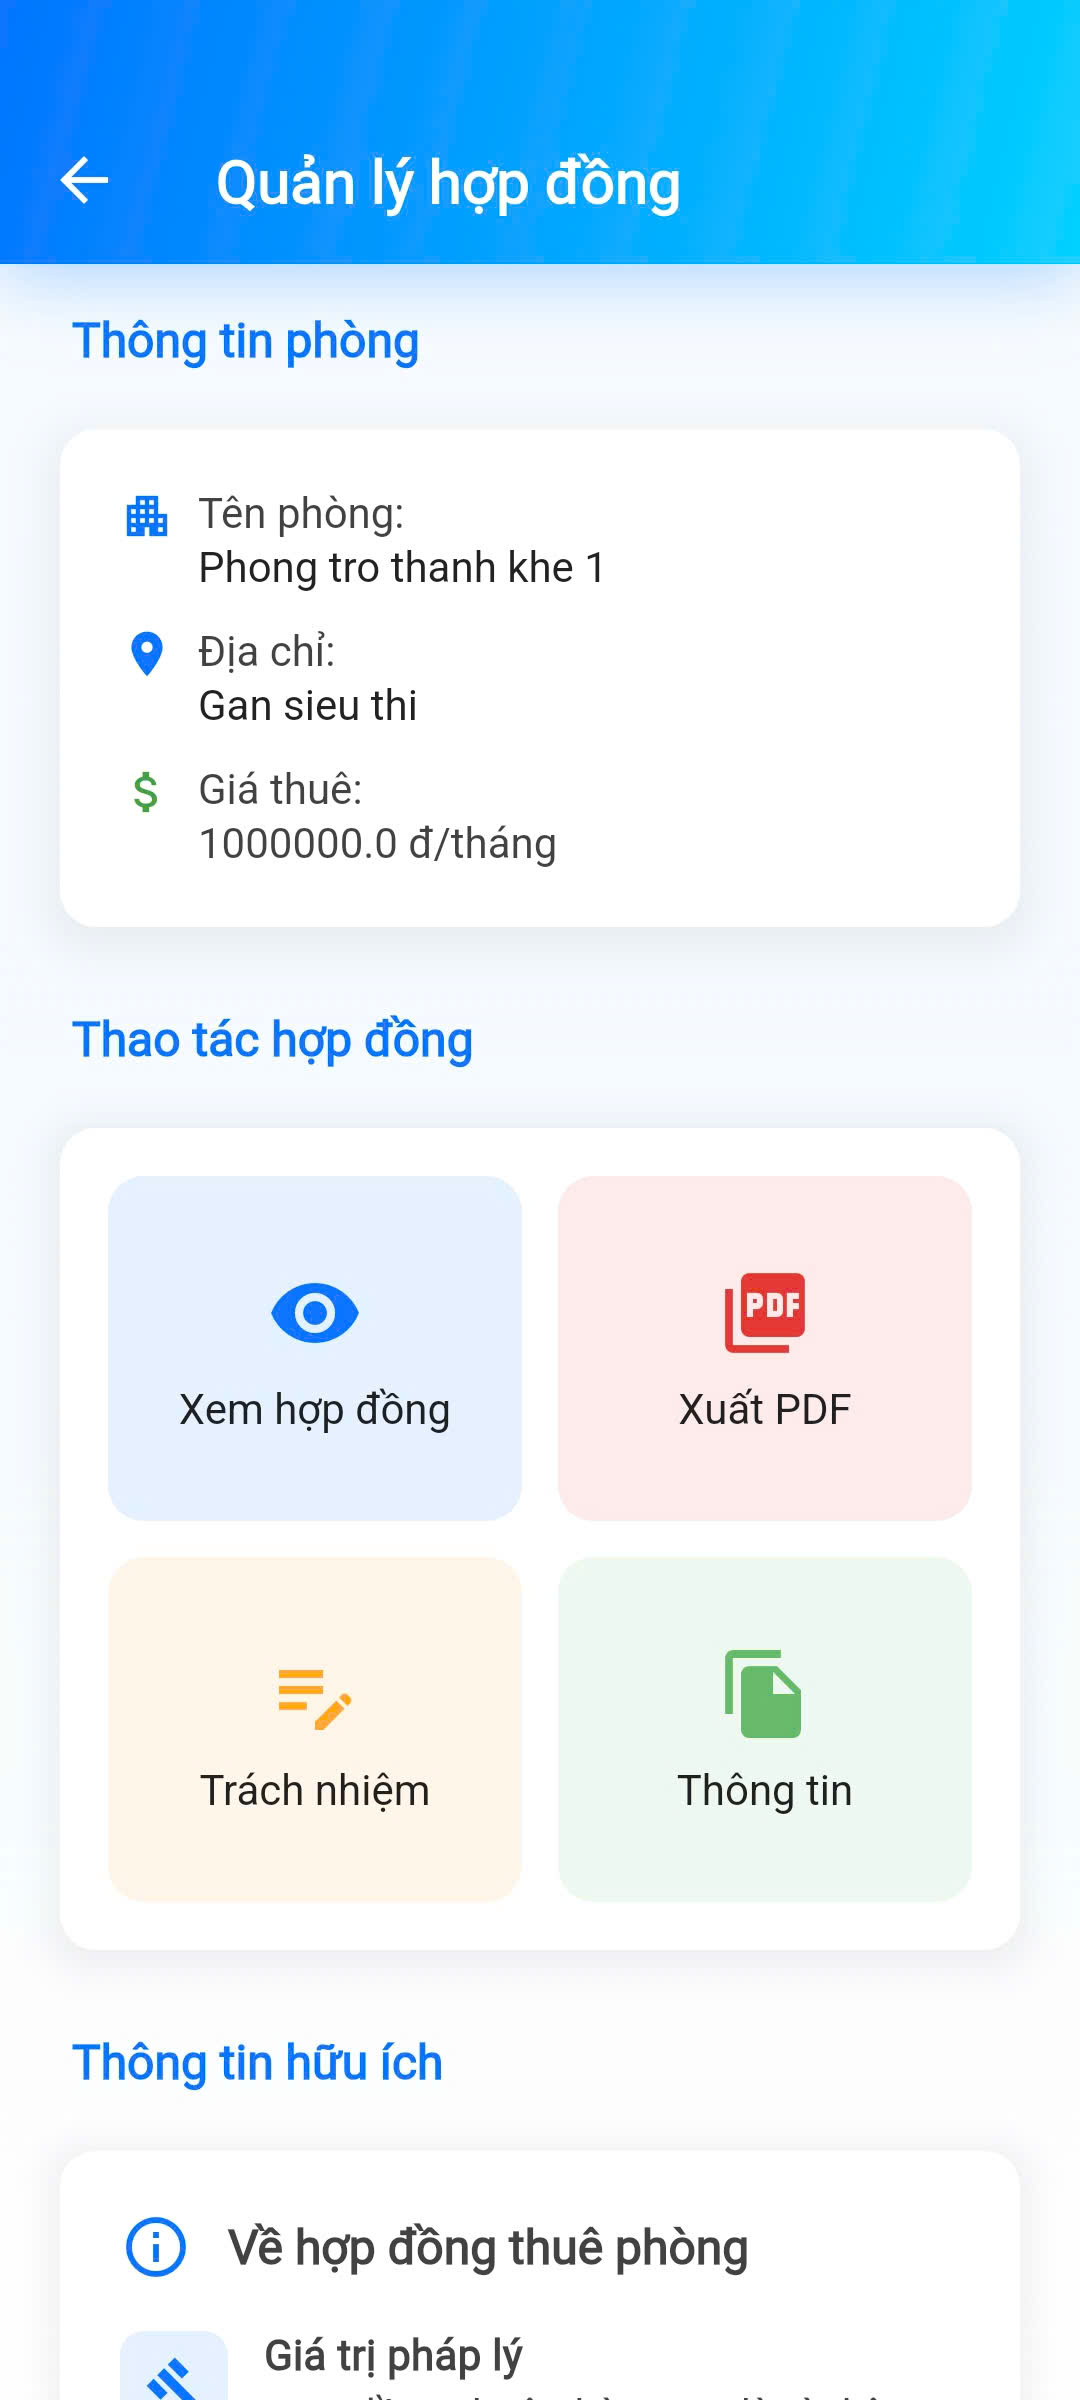 Quản lý hợp đồng
Thông tin phòng
Tên phòng:
Phong tro thanh khe 1
Địa chỉ:
Gan sieu thi
Giá thuê:
1000000.0 đ/tháng
Thao tác hợp đồng
Xem hợp đồng
PDF
Xuất PDF
Trách nhiệm
Thông tin
Thông tin hữu ích
Về hợp đồng thuê phòng
Giá trị pháp lý